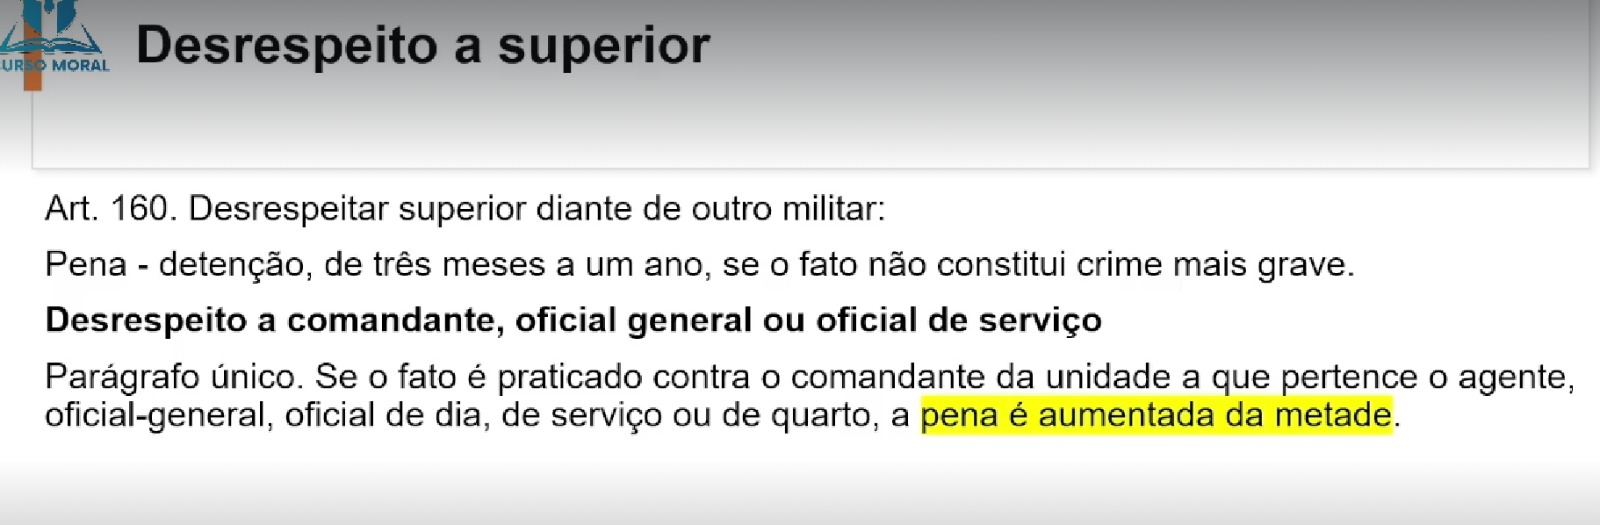 Desrespeito a superior
URSO MORAL
Art. 160. Desrespeitar superior diante de outro militar:
Pena - detenção, de três meses a um ano, se o fato não constitui crime mais grave.
Desrespeito a comandante, oficial general ou oficial de serviço
Parágrafo único. Se o fato é praticado contra o comandante da unidade a que pertence o agente,
oficial-general, oficial de dia, de serviço ou de quarto, a pena é aumentada da metade.